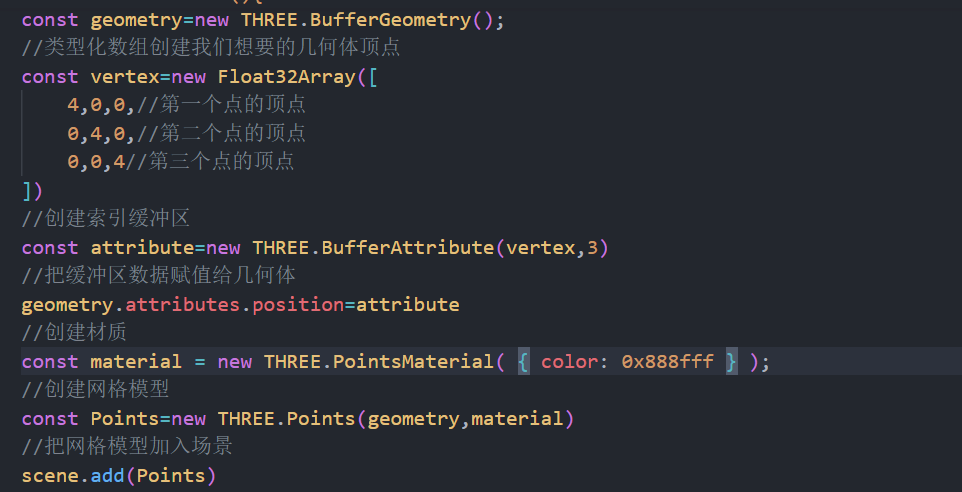 const geometry=new THREE.BufferGeometry();
//类型化数组创建我们想要的几何体顶点
const vertex=new Float32Array([
    4,0,0,//第一个点的顶点
    0,4,0,//第二个点的顶点
    0,0,4//第三个点的顶点
])
//创建索引缓冲区
const attribute=new THREE.BufferAttribute(vertex,3)
//把缓冲区数据赋值给几何体
geometry.attributes.position=attribute
//创建材质
const material = new THREE.PointsMaterial( { color: 0x888fff } );
//创建网格模型
const Points=new THREE.Points(geometry,material)
//把网格模型加入场景
scene.add(Points)